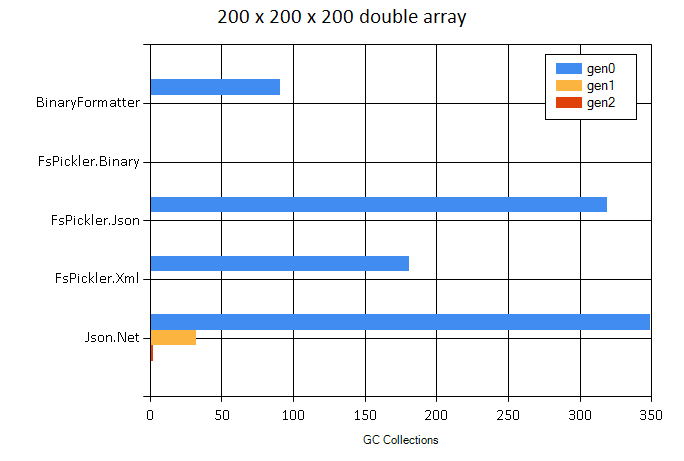 200 x 200 x 200 double array
gen0
gen1
gen2
BinaryFormatter
FsPickler.Binary
FsPickler.Json
FsPickler.Xml
Json.Net
0 50 100 150 200 250 300 350
GC Collections